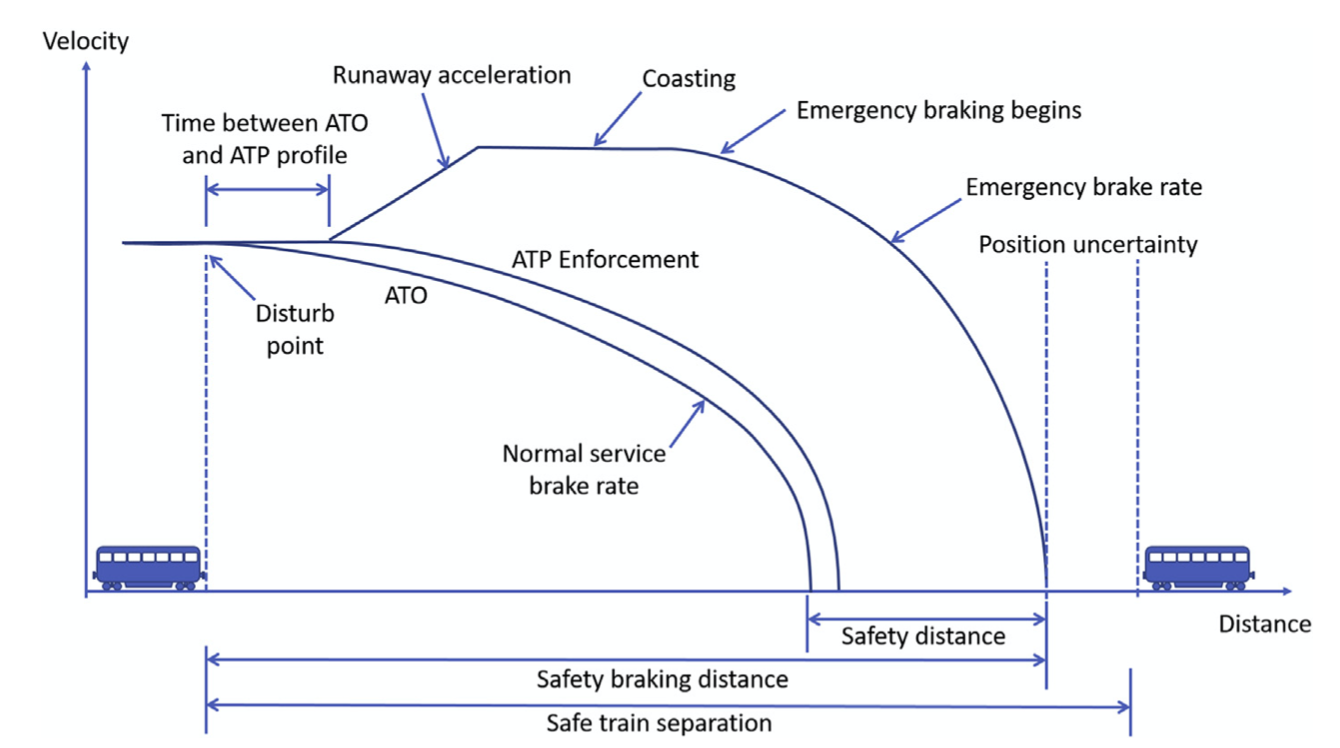 Velocity
Runaway acceleration
Coasting
Emergency braking begins
Time between ATO
and ATP profile
Emergency brake rate
Position uncertainty
ATP Enforcement
ATO
Disturb
point
Normal service
brake rate
Distance
Safety distance
Safety braking distance
Safe train separation